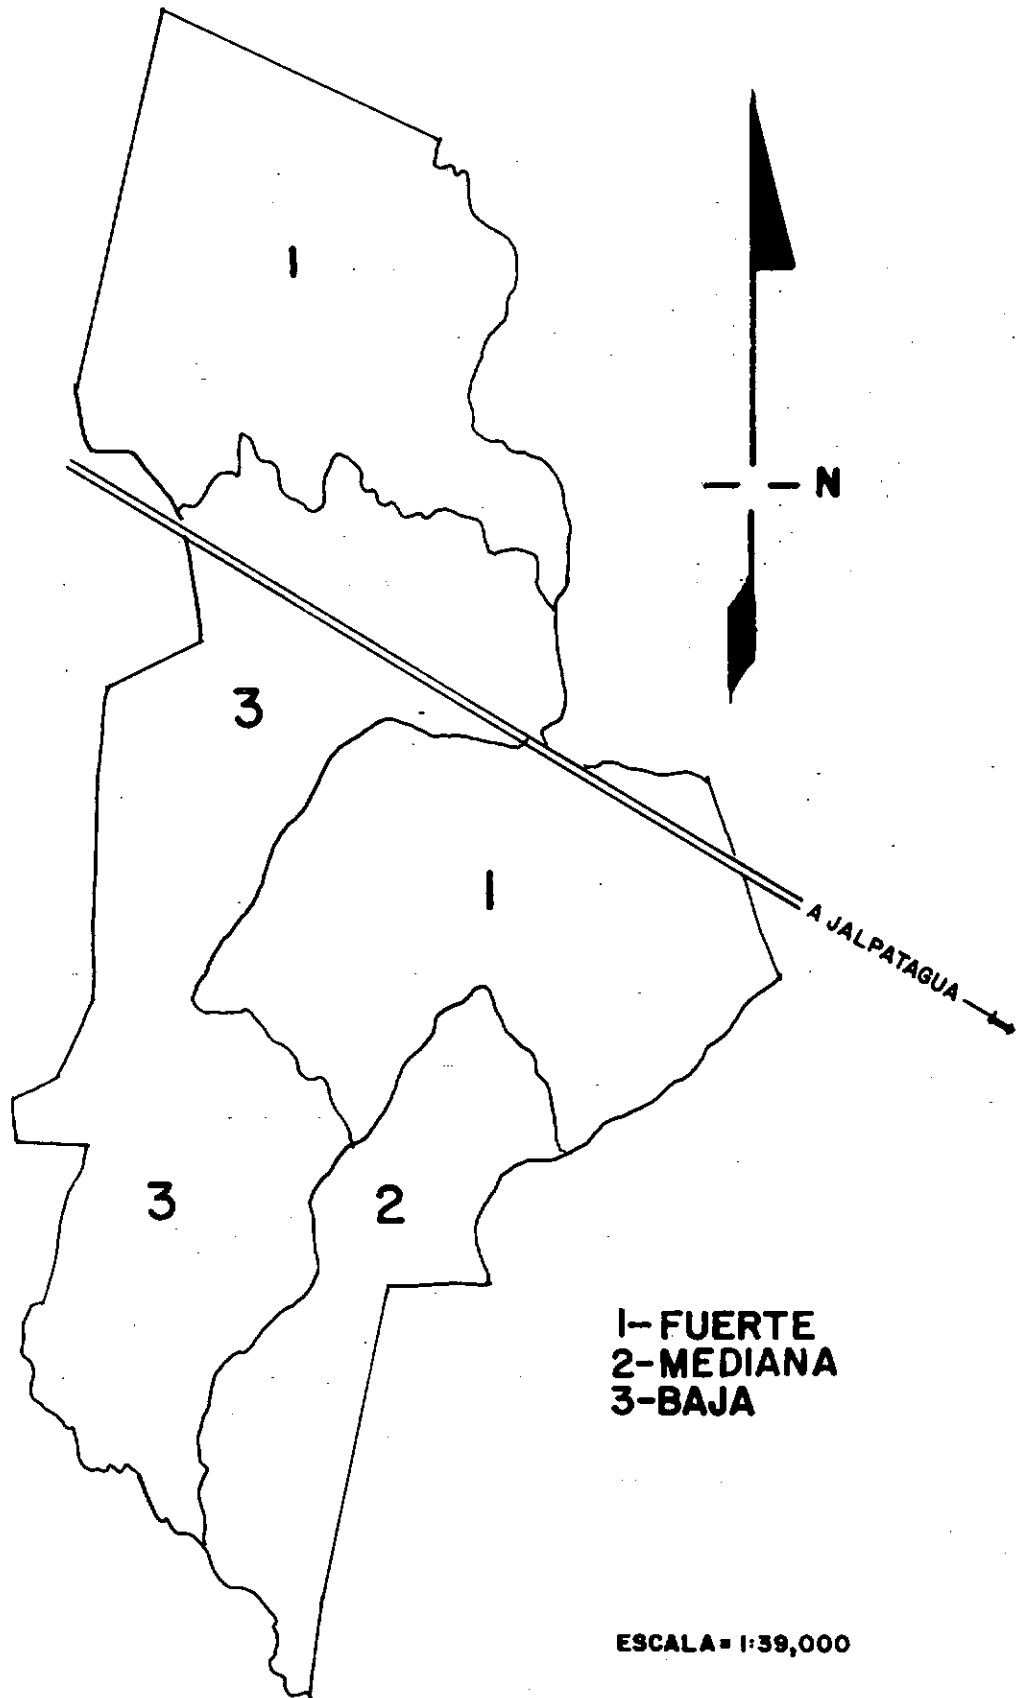 1
N
3
1
A JALPATAGUA
3
2
1-FUERTE
2-MEDIANA
3-BAJA
ESCALA = 1:39,000